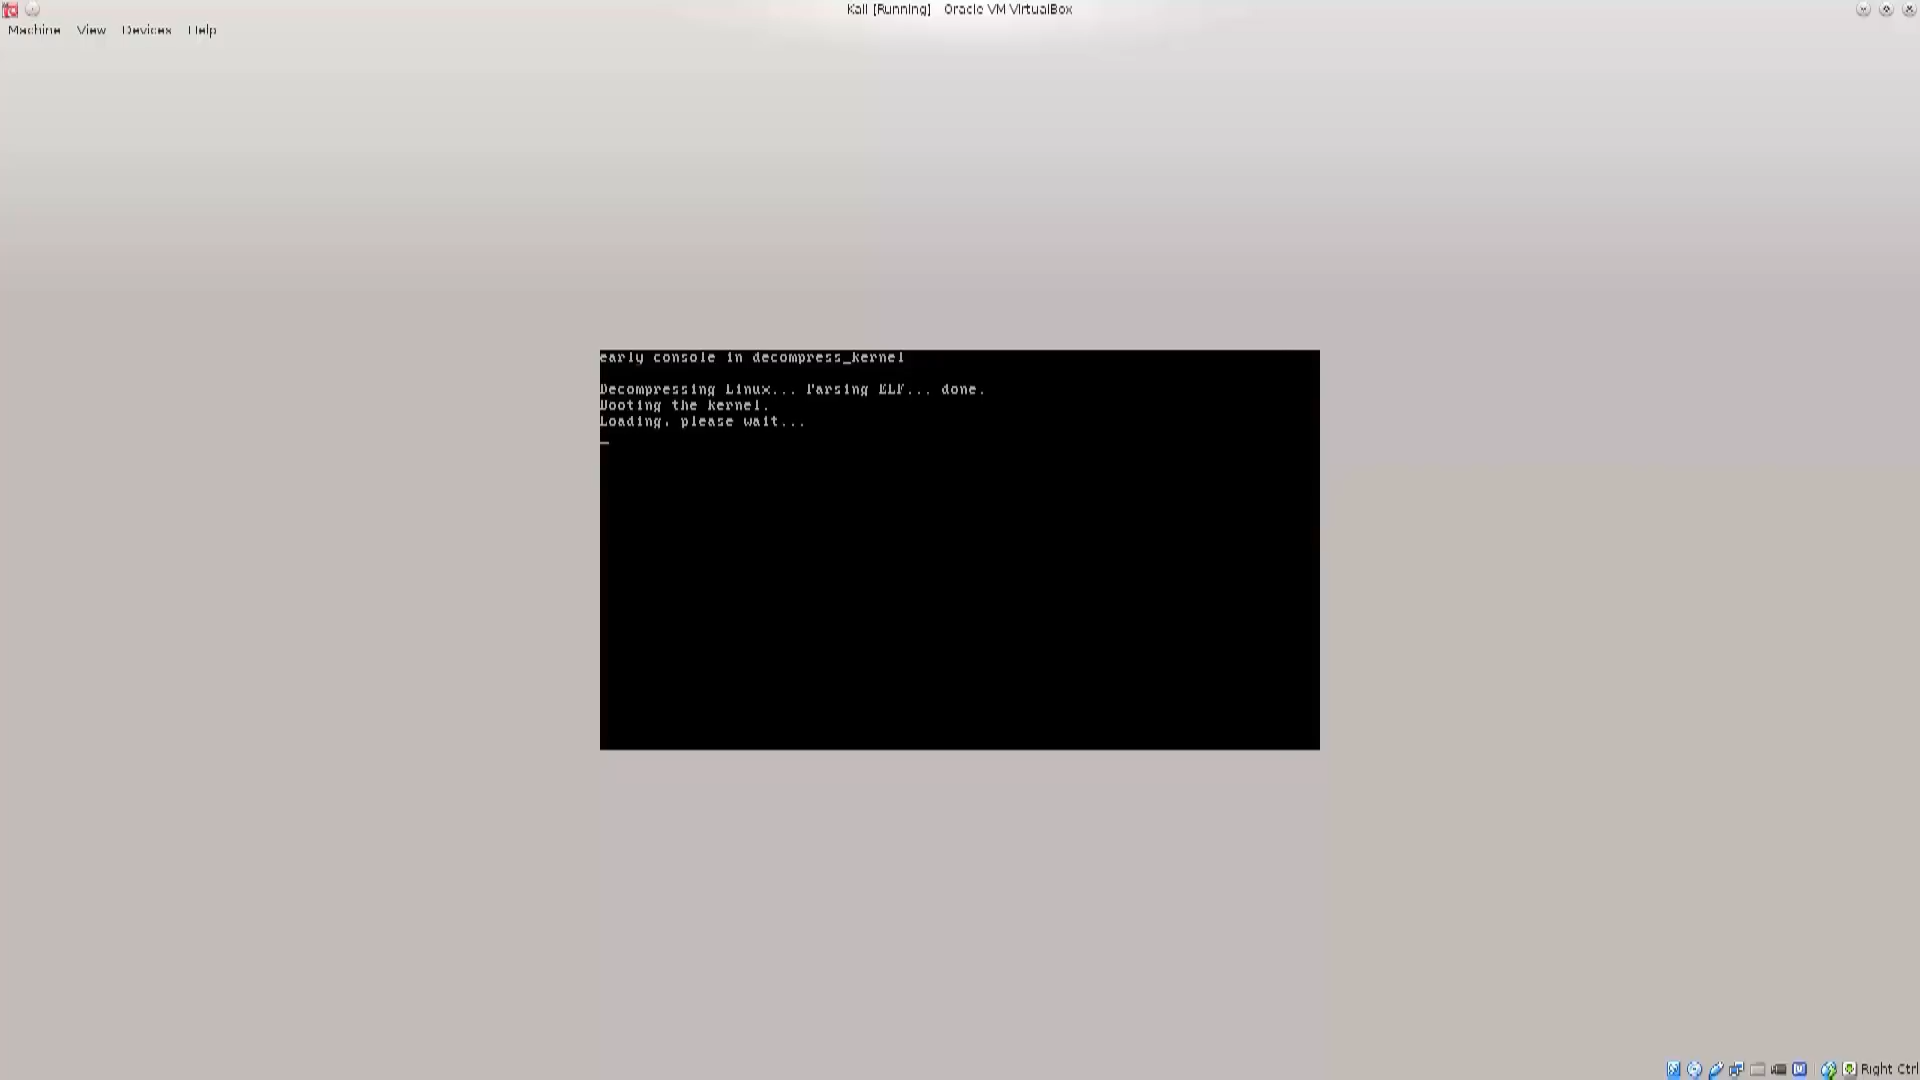 Kali [Running] Oracle VM VirtualBox
Machine View Devices Help
early console in decompress_kernel
Decompressing Linux... Parsing ELF... done.
Booting the kernel.
Loading, please wait...
Right Ctrl